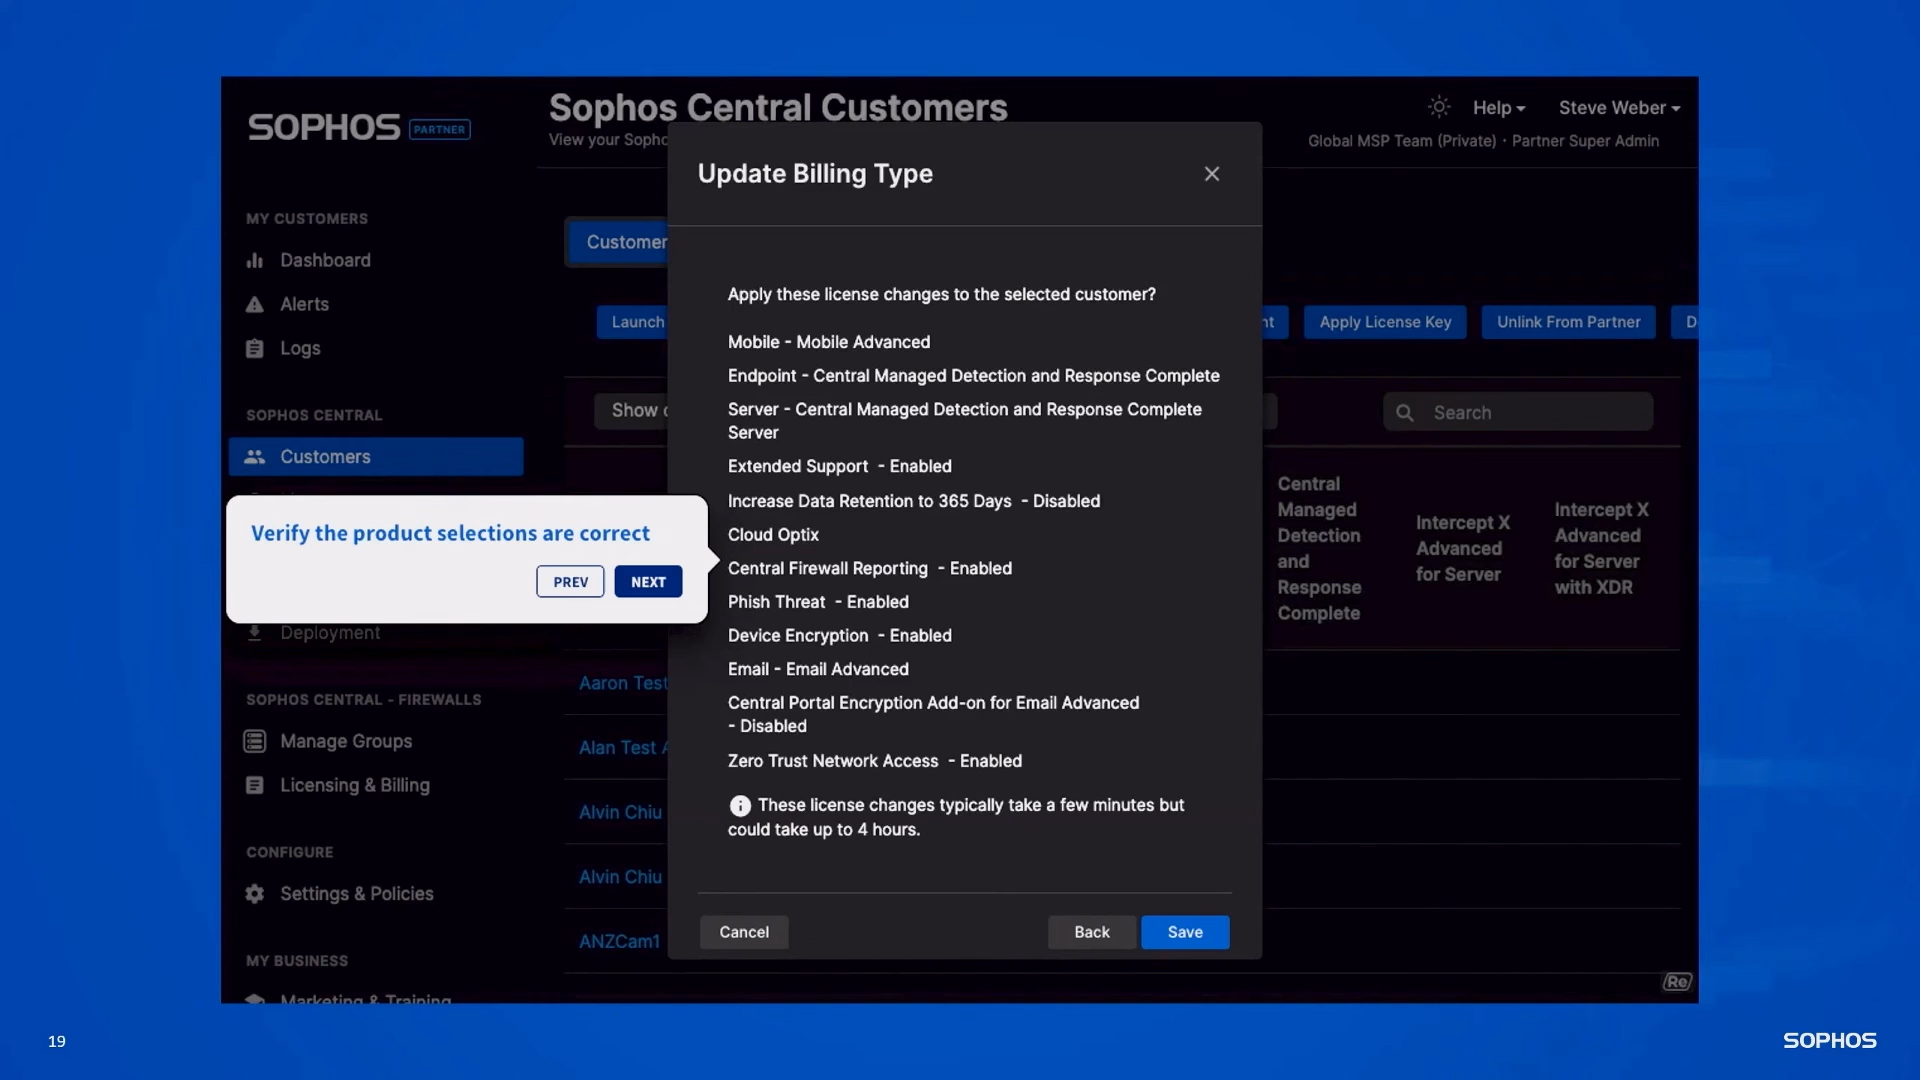 SOPHOS PARTNER
Sophos Central Customers
View your Sopho
Help
Steve Weber
Global MSP Team (Private) · Partner Super Admin
MY CUSTOMERS
Dashboard
Alerts
Logs
SOPHOS CENTRAL
Customers
Verify the product selections are correct
PREV
NEXT
Deployment
SOPHOS CENTRAL - FIREWALLS
Manage Groups
Licensing & Billing
CONFIGURE
Settings & Policies
MY BUSINESS
Marketing & Training
Customer
Launch
nt
Apply License Key
Unlink From Partner
D
Show
Search
Central
Managed
Detection
and
Response
Complete
Intercept X
Advanced
for Server
Intercept X
Advanced
for Server
with XDR
Aaron Test
Alan Test A
Alvin Chiu
Alvin Chiu
ANZCam1
Update Billing Type
Apply these license changes to the selected customer?
Mobile - Mobile Advanced
Endpoint - Central Managed Detection and Response Complete
Server - Central Managed Detection and Response Complete
Server
Extended Support - Enabled
Increase Data Retention to 365 Days - Disabled
Cloud Optix
Central Firewall Reporting - Enabled
Phish Threat - Enabled
Device Encryption - Enabled
Email - Email Advanced
Central Portal Encryption Add-on for Email Advanced
- Disabled
Zero Trust Network Access - Enabled
These license changes typically take a few minutes but
could take up to 4 hours.
Cancel
Back
Save
Re
19
SOPHOS